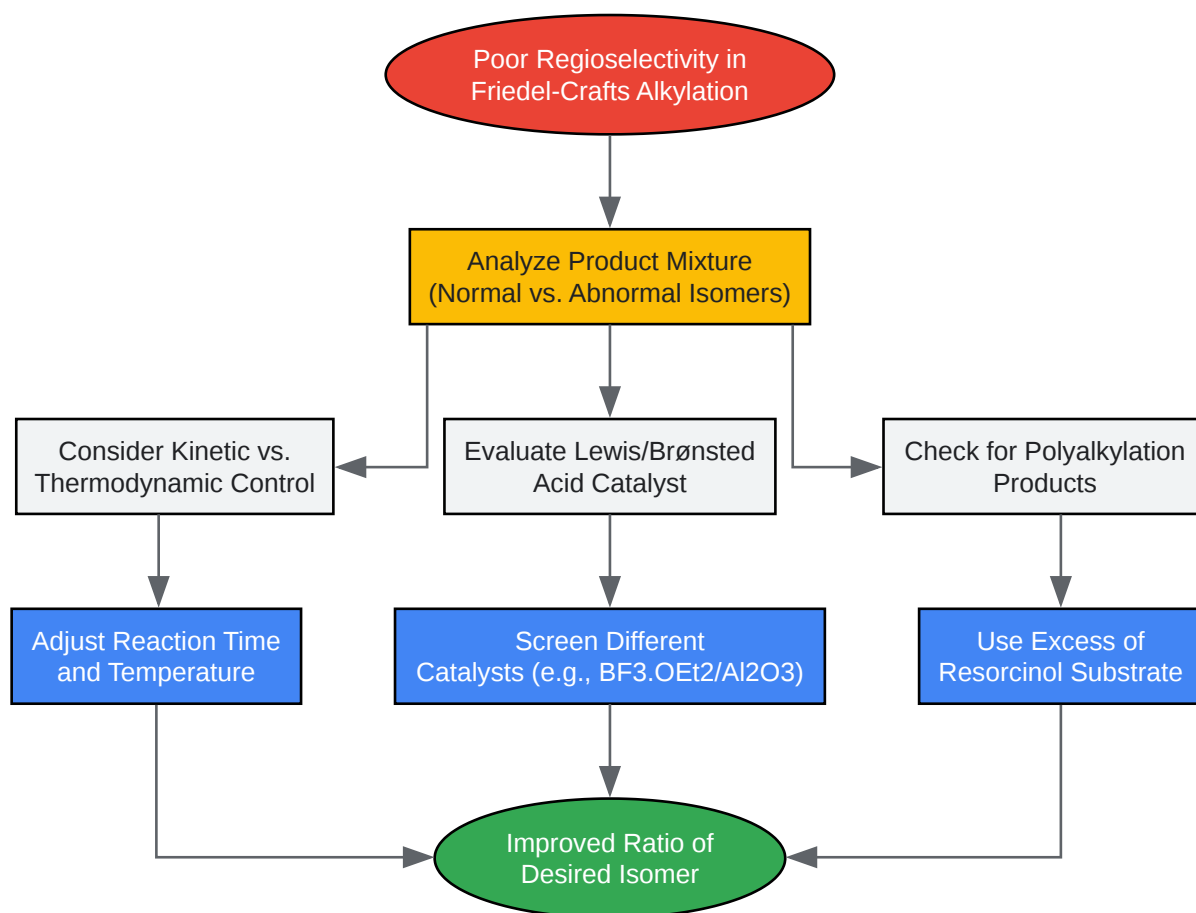 Poor Regioselectivity in
Friedel-Crafts Alkylation
Analyze Product Mixture
(Normal vs. Abnormal Isomers)
Consider Kinetic vs.
Thermodynamic Control
Evaluate Lewis/Brønsted
Acid Catalyst
Check for Polyalkylation
Products
Adjust Reaction Time
and Temperature
Screen Different
Catalysts (e.g., BF3.OEt2/Al2O3)
Use Excess of
Resorcinol Substrate
Improved Ratio of
Desired Isomer